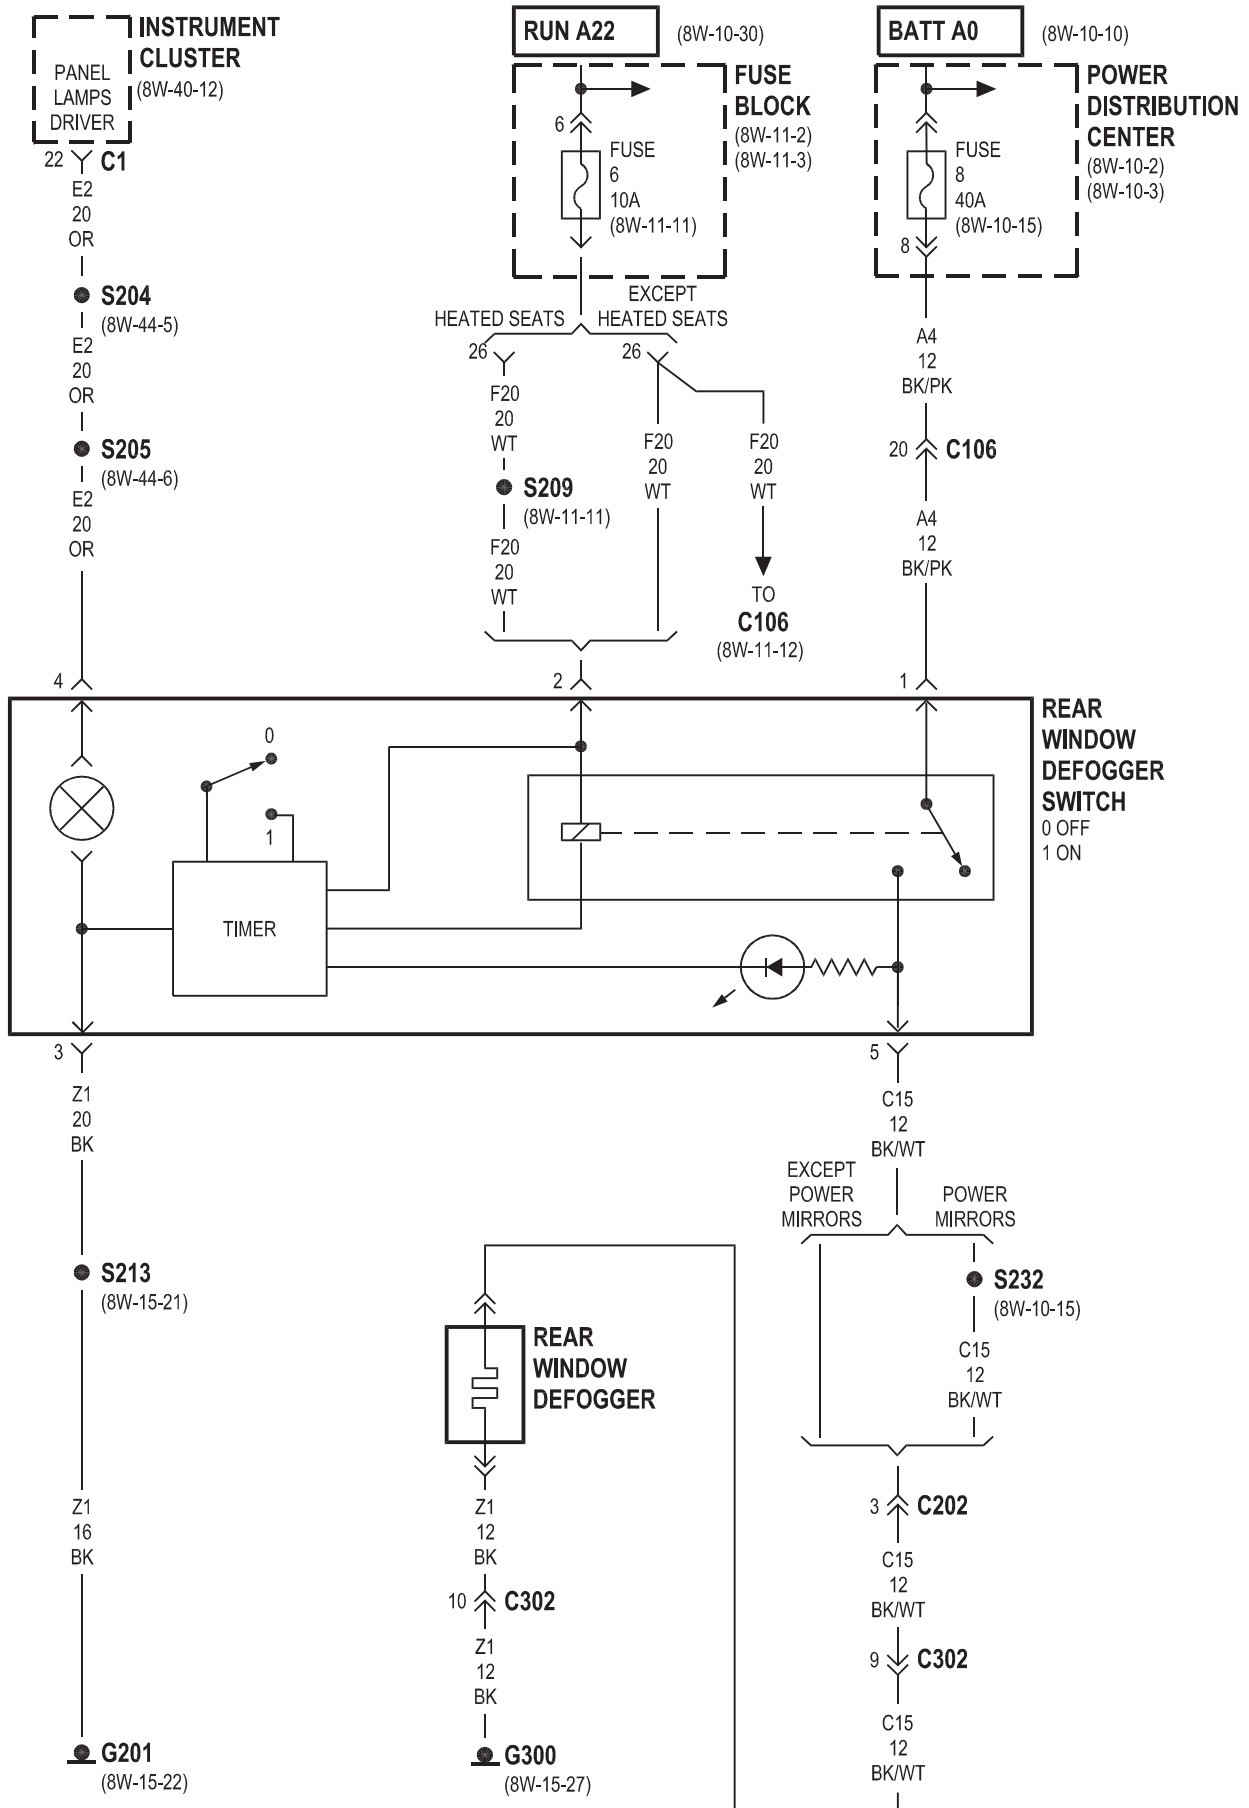 INSTRUMENT
CLUSTER
(8W-40-12)
PANEL
LAMPS
DRIVER
22
C1
E2
20
OR
S204
(8W-44-5)
E2
20
OR
S205
(8W-44-6)
E2
20
OR
4
RUN A22
(8W-10-30)
FUSE
BLOCK
(8W-11-2)
(8W-11-3)
6
FUSE
6
10A
(8W-11-11)
HEATED SEATS
EXCEPT
HEATED SEATS
26
26
F20
20
WT
S209
(8W-11-11)
F20
20
WT
F20
20
WT
F20
20
WT
TO
C106
(8W-11-12)
2
BATT A0
(8W-10-10)
POWER
DISTRIBUTION
CENTER
(8W-10-2)
(8W-10-3)
FUSE
8
40A
(8W-10-15)
8
A4
12
BK/PK
20
C106
A4
12
BK/PK
1
REAR
WINDOW
DEFOGGER
SWITCH
0 OFF
1 ON
0
1
TIMER
3
Z1
20
BK
S213
(8W-15-21)
Z1
16
BK
G201
(8W-15-22)
REAR
WINDOW
DEFOGGER
Z1
12
BK
10
C302
Z1
12
BK
G300
(8W-15-27)
5
C15
12
BK/WT
EXCEPT
POWER
MIRRORS
POWER
MIRRORS
S232
(8W-10-15)
C15
12
BK/WT
3
C202
C15
12
BK/WT
9
C302
C15
12
BK/WT